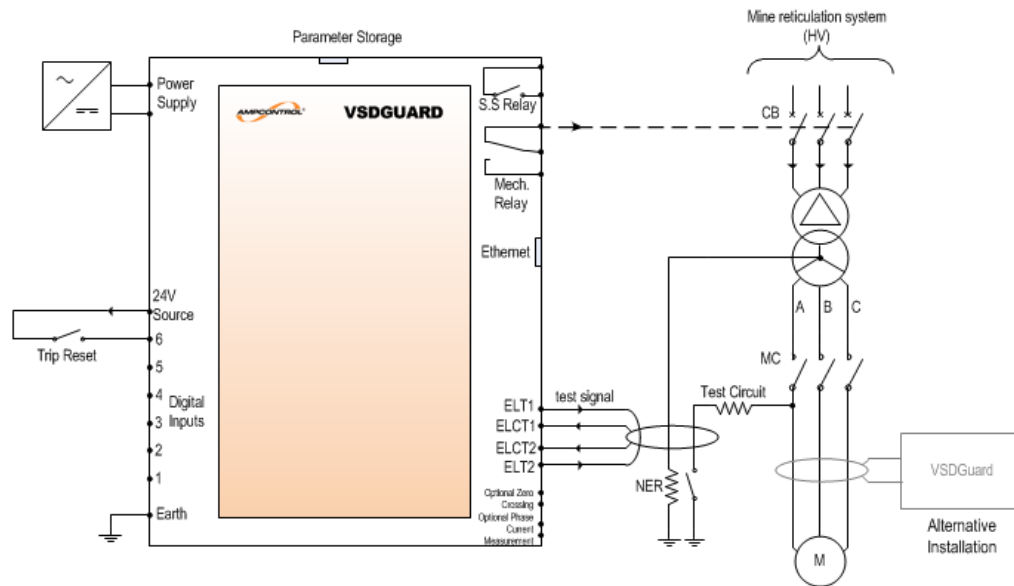 Mine reticulation system
(HV)
Parameter Storage
Power
Supply
S.S Relay
AMPCONTROL®
VSDGUARD
CB
Mech.
Relay
Ethernet
24V
Source
6
Trip Reset
5
4
Digital
Inputs
3
2
1
Earth
A
B
C
MC
Test Circuit
ELT1
test signal
ELCT1
ELCT2
ELT2
Optional Zero
Crossing
Optional Phase
Current
Measurement
NER
VSDGuard
Alternative
Installation
M